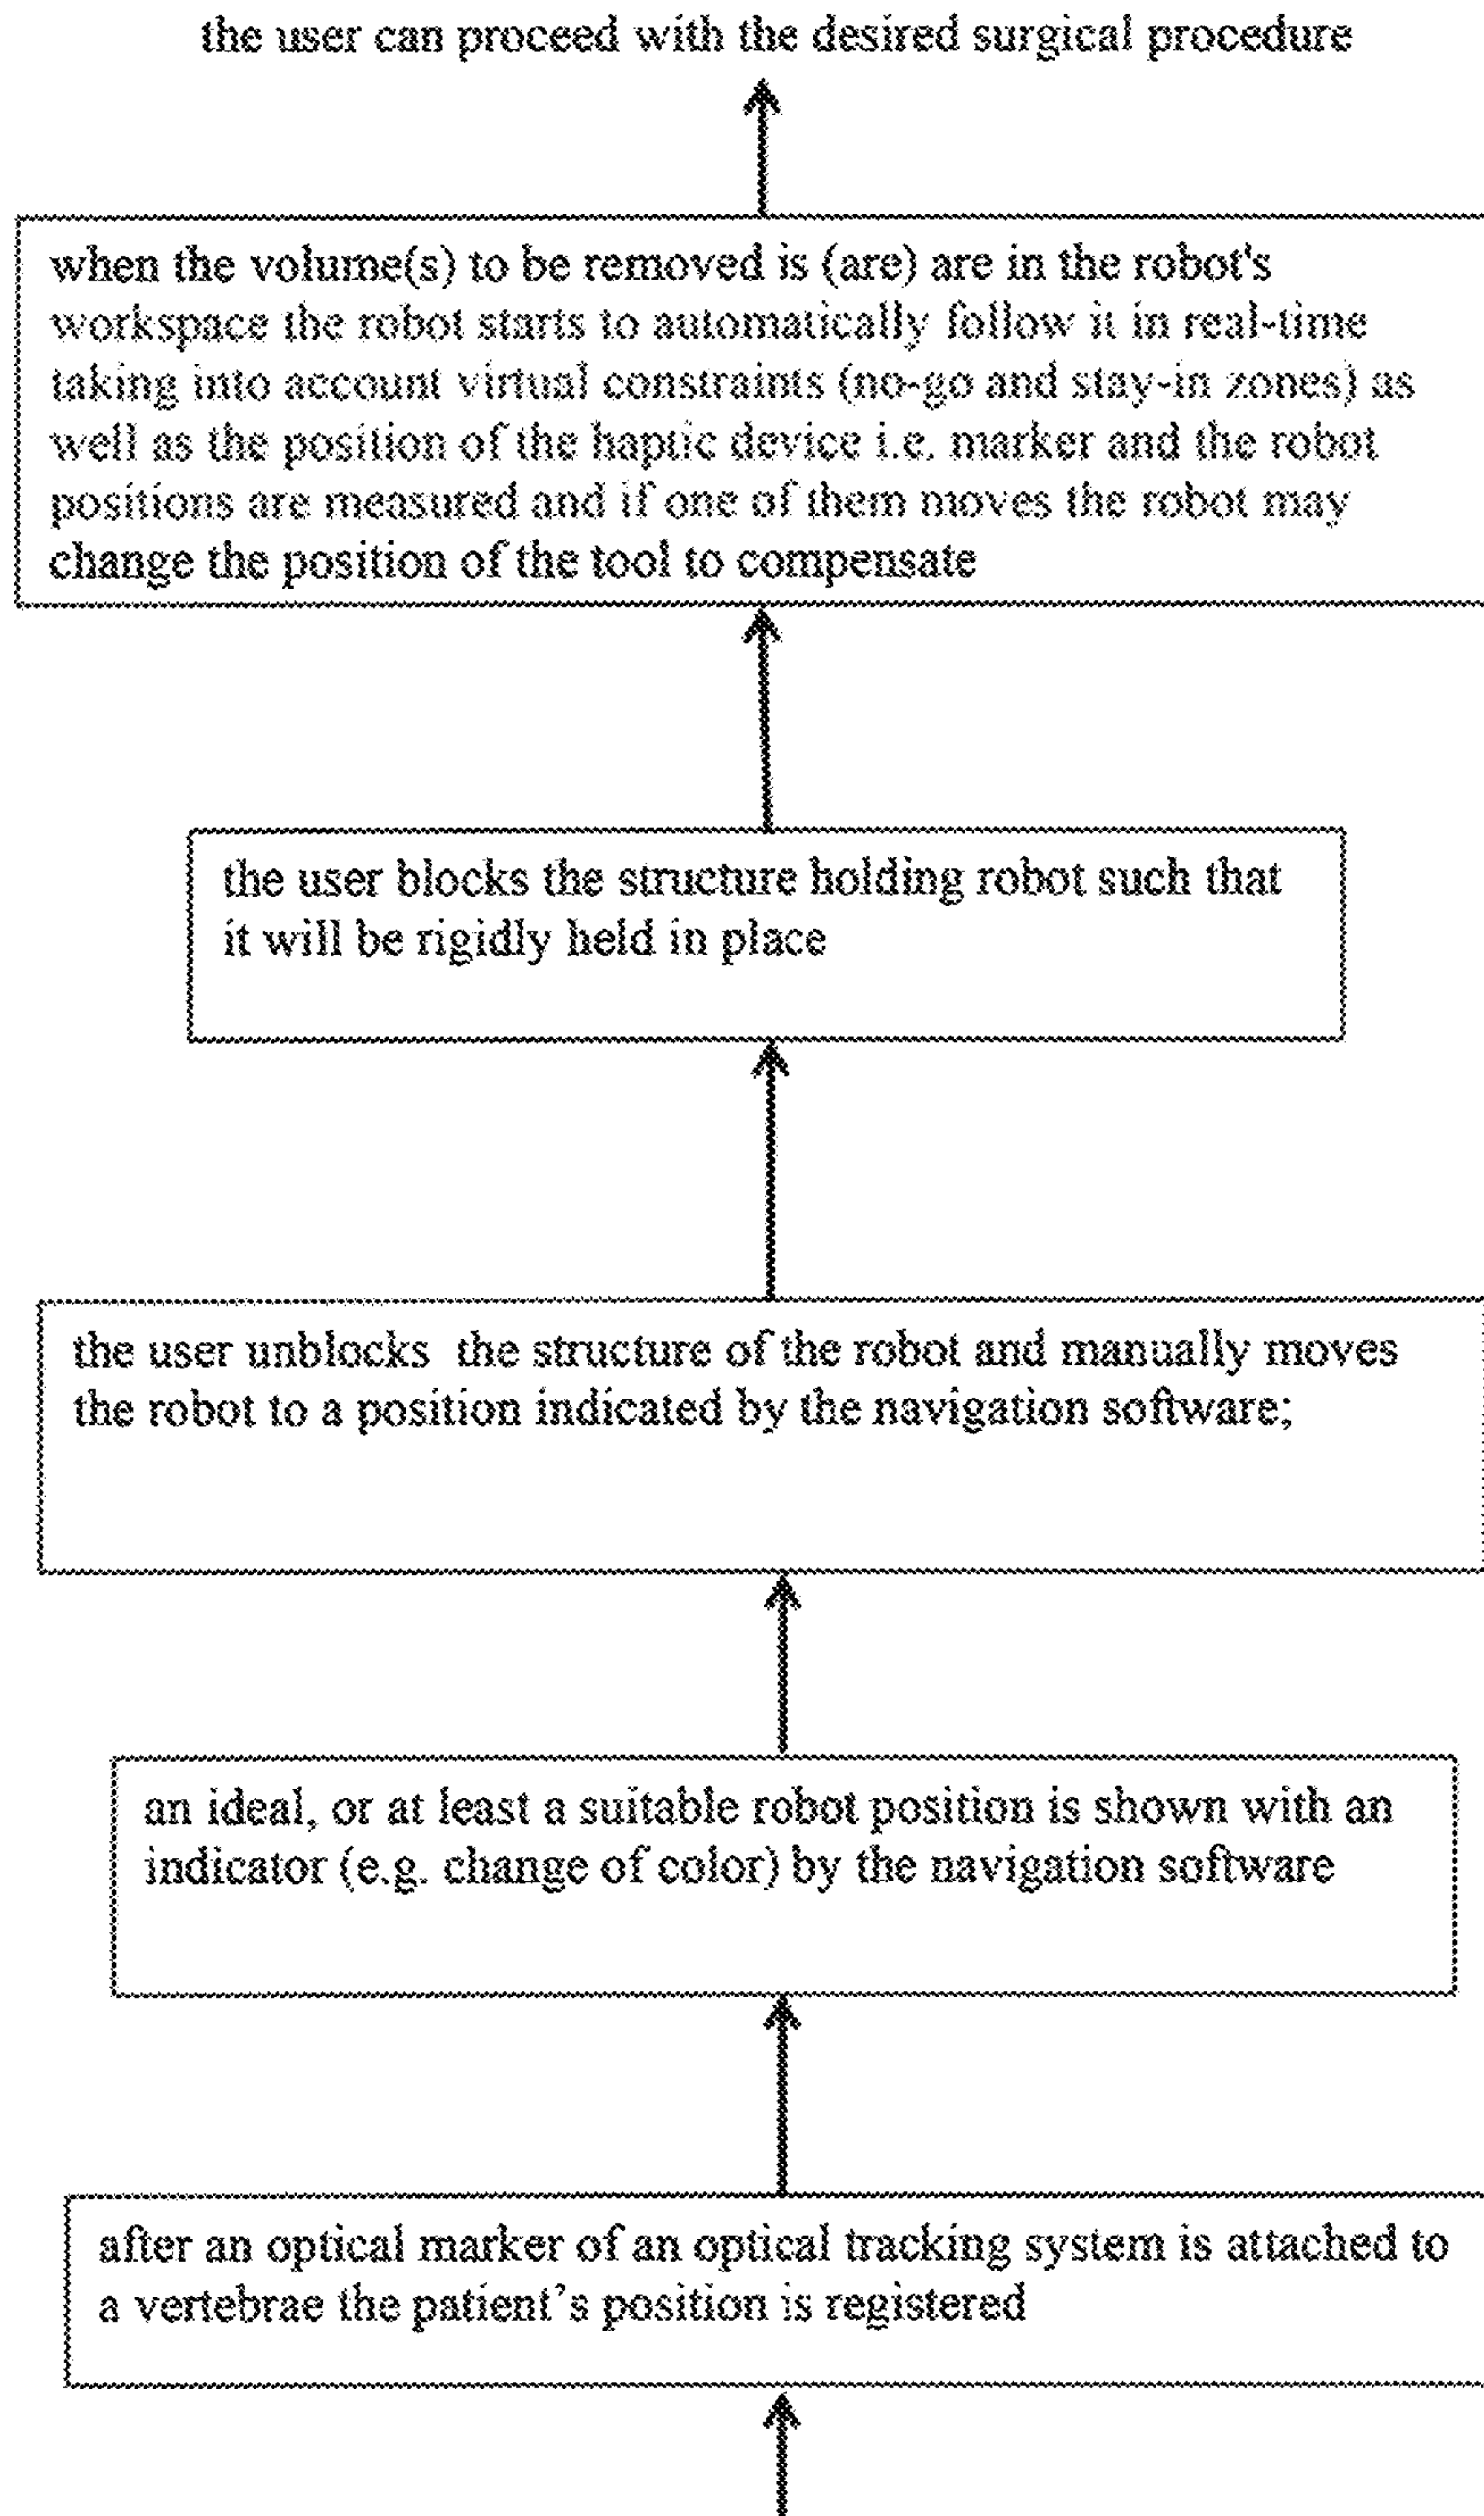 the user can proceed with the desired surgical procedure
when the volume(s) to be removed is (are) are in the robot's
workspace the robot starts to automatically follow it in real-time
taking into account virtual constraints (no-go and stay-in zones) as
well as the position of the haptic device i.e. marker and the robot
positions are measured and if one of them moves the robot may
change the position of the tool to compensate
the user blocks the structure holding robot such that
it will be rigidly held in place
the user unblocks  the structure of the robot and manually moves
the robot to a position indicated by the navigation software;
an ideal, or at least a suitable robot position is shown with an
indicator (e.g. change of color) by the navigation software
after an optical marker of an optical tracking system is attached to
a vertebrae the patient's position is registered